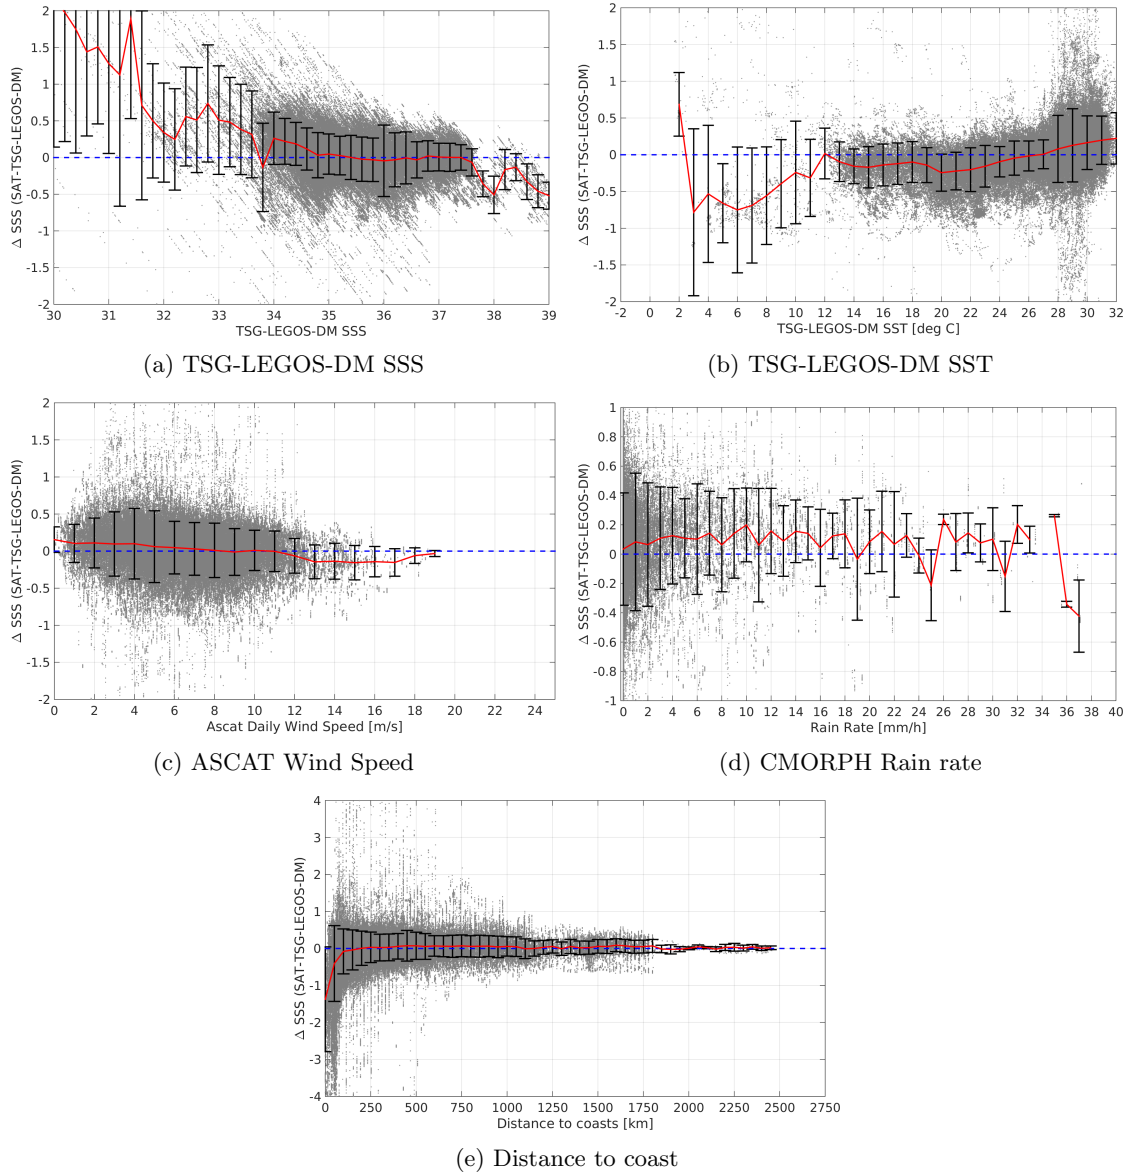 2
1.5
1
0.5
0
-0.5
-1
-1.5
-2
Δ SSS (SAT-TSG-LEGOS-DM)
30 31 32 33 34 35 36 37 38 39
TSG-LEGOS-DM SSS
(a) TSG-LEGOS-DM SSS
2
1.5
1
0.5
0
-0.5
-1
-1.5
-2
Δ SSS (SAT-TSG-LEGOS-DM)
-2 0 2 4 6 8 10 12 14 16 18 20 22 24 26 28 30 32
TSG-LEGOS-DM SST [deg C]
(b) TSG-LEGOS-DM SST
2
1.5
1
0.5
0
-0.5
-1
-1.5
-2
Δ SSS (SAT-TSG-LEGOS-DM)
0 2 4 6 8 10 12 14 16 18 20 22 24
Ascat Daily Wind Speed [m/s]
(c) ASCAT Wind Speed
1
0.8
0.6
0.4
0.2
0
-0.2
-0.4
-0.6
-0.8
-1
Δ SSS (SAT-TSG-LEGOS-DM)
0 2 4 6 8 10 12 14 16 18 20 22 24 26 28 30 32 34 36 38 40
Rain Rate [mm/h]
(d) CMORPH Rain rate
4
3
2
1
0
-1
-2
-3
-4
Δ SSS (SAT-TSG-LEGOS-DM)
0 250 500 750 1000 1250 1500 1750 2000 2250 2500 2750
Distance to coasts [km]
(e) Distance to coast